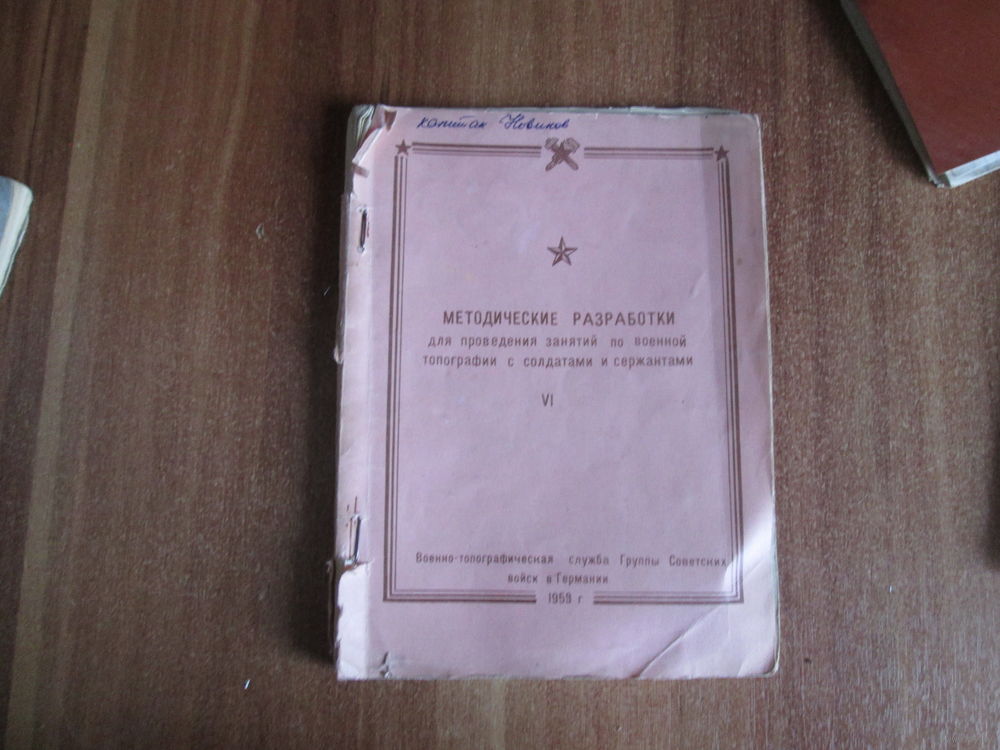 капитан Новиков
МЕТОДИЧЕСКИЕ РАЗРАБОТКИ
для проведения занятий по военной
топографии с солдатами и сержантами
VI
Военно-топографическая служба Группы Советских
войск в Германии
1959 г